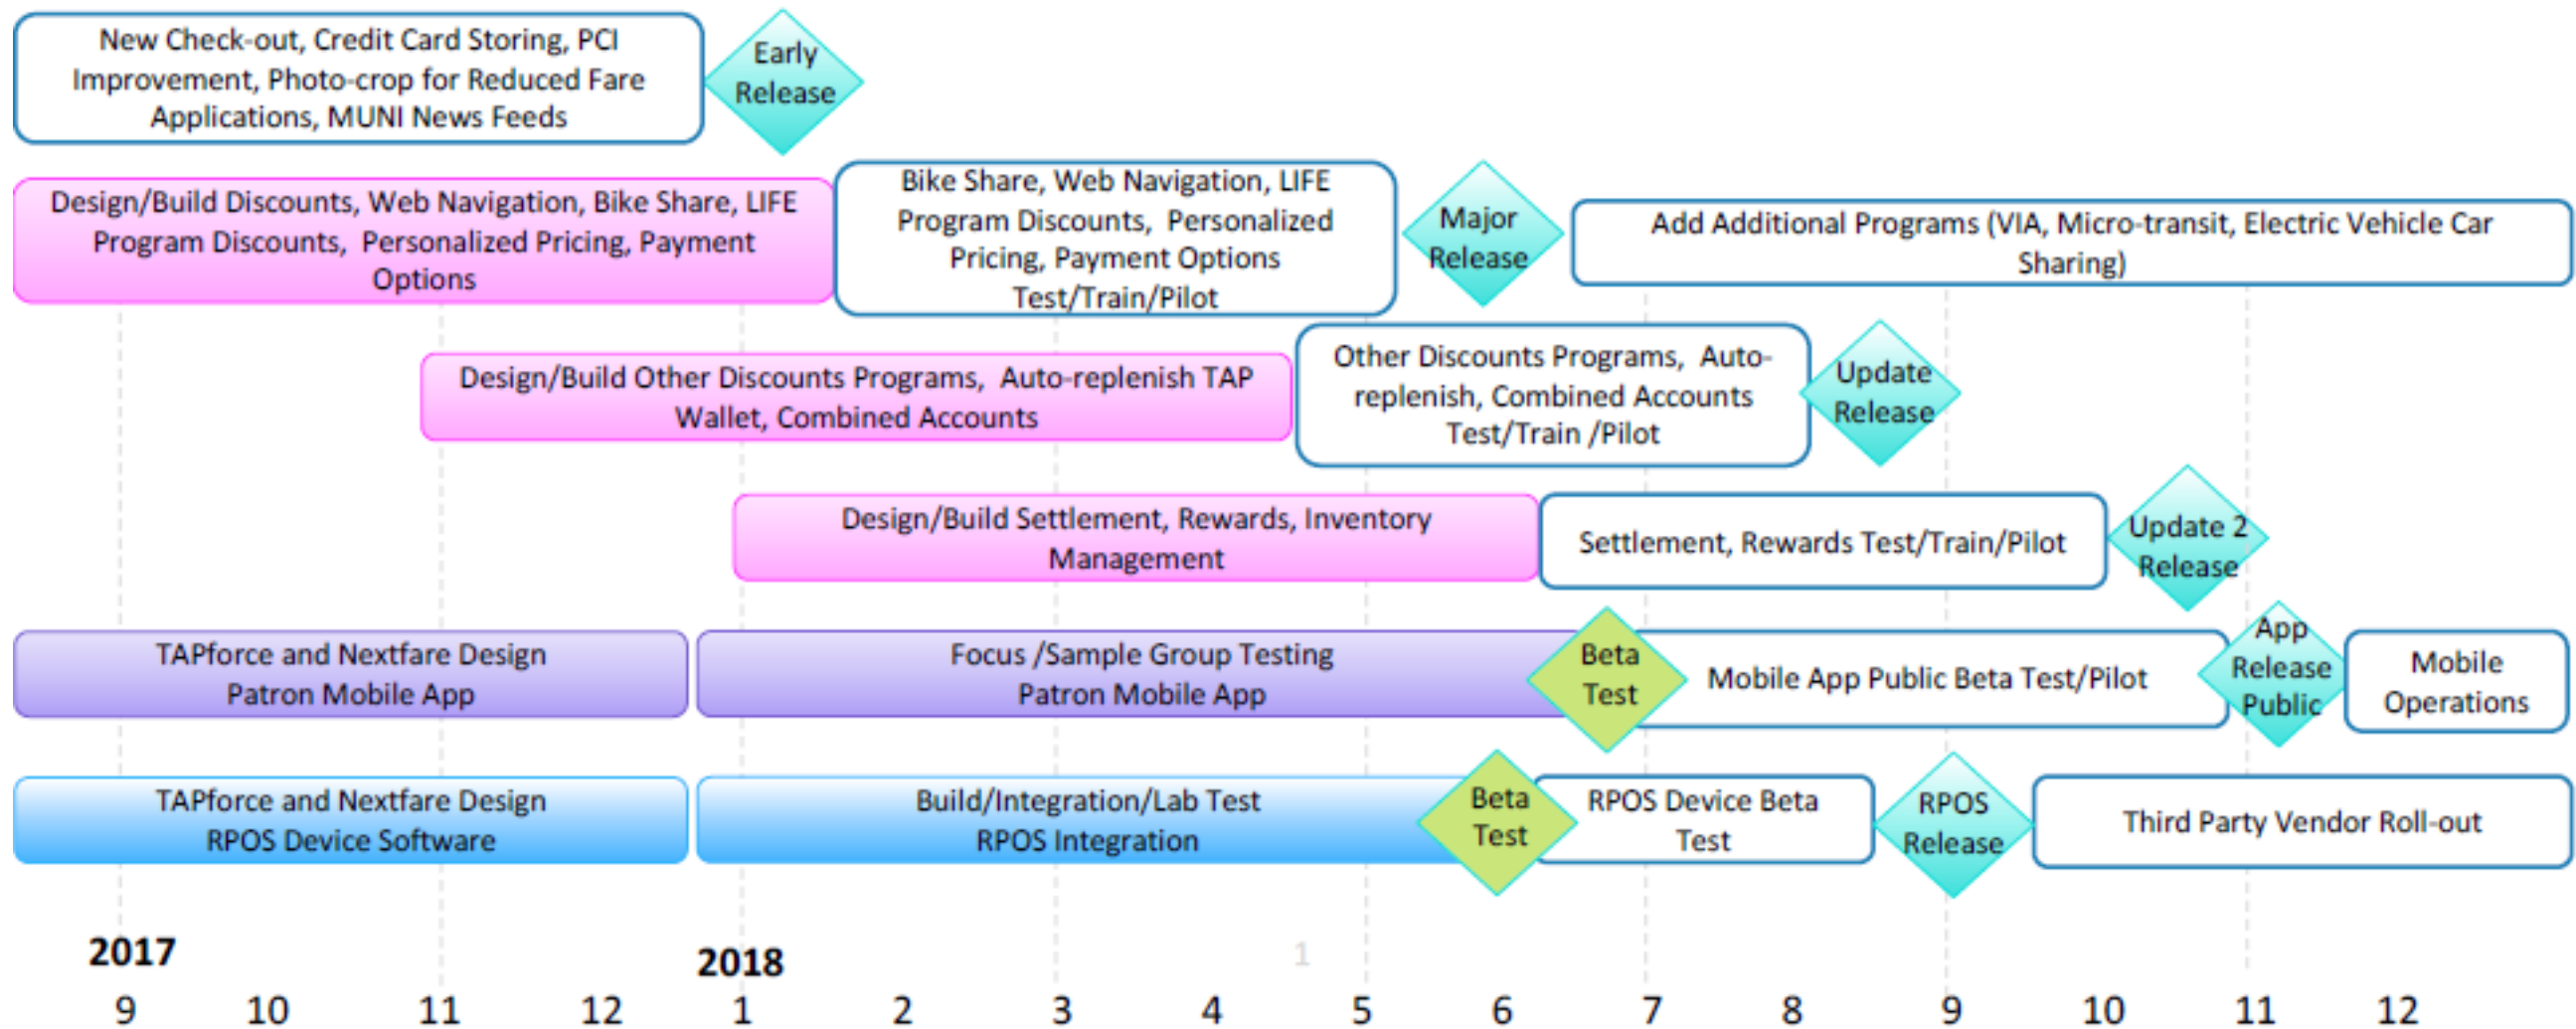 New Check-out, Credit Card Storing, PCI
Improvement, Photo-crop for Reduced Fare
Applications, MUNI News Feeds
Early
Release
Design/Build Discounts, Web Navigation, Bike Share, LIFE
Program Discounts, Personalized Pricing, Payment
Options
Bike Share, Web Navigation, LIFE
Program Discounts, Personalized
Pricing, Payment Options
Test/Train/Pilot
Major
Release
Add Additional Programs (VIA, Micro-transit, Electric Vehicle Car
Sharing)
Design/Build Other Discounts Programs, Auto-replenish TAP
Wallet, Combined Accounts
Other Discounts Programs, Auto-
replenish, Combined Accounts
Test/Train /Pilot
Update
Release
Design/Build Settlement, Rewards, Inventory
Management
Settlement, Rewards Test/Train/Pilot
Update 2
Release
TAPforce and Nextfare Design
Patron Mobile App
Focus /Sample Group Testing
Patron Mobile App
Beta
Test
Mobile App Public Beta Test/Pilot
App
Release
Public
Mobile
Operations
TAPforce and Nextfare Design
RPOS Device Software
Build/Integration/Lab Test
RPOS Integration
Beta
Test
RPOS Device Beta
Test
RPOS
Release
Third Party Vendor Roll-out
2017
2018
1
9 10 11 12 1 2 3 4 5 6 7 8 9 10 11 12